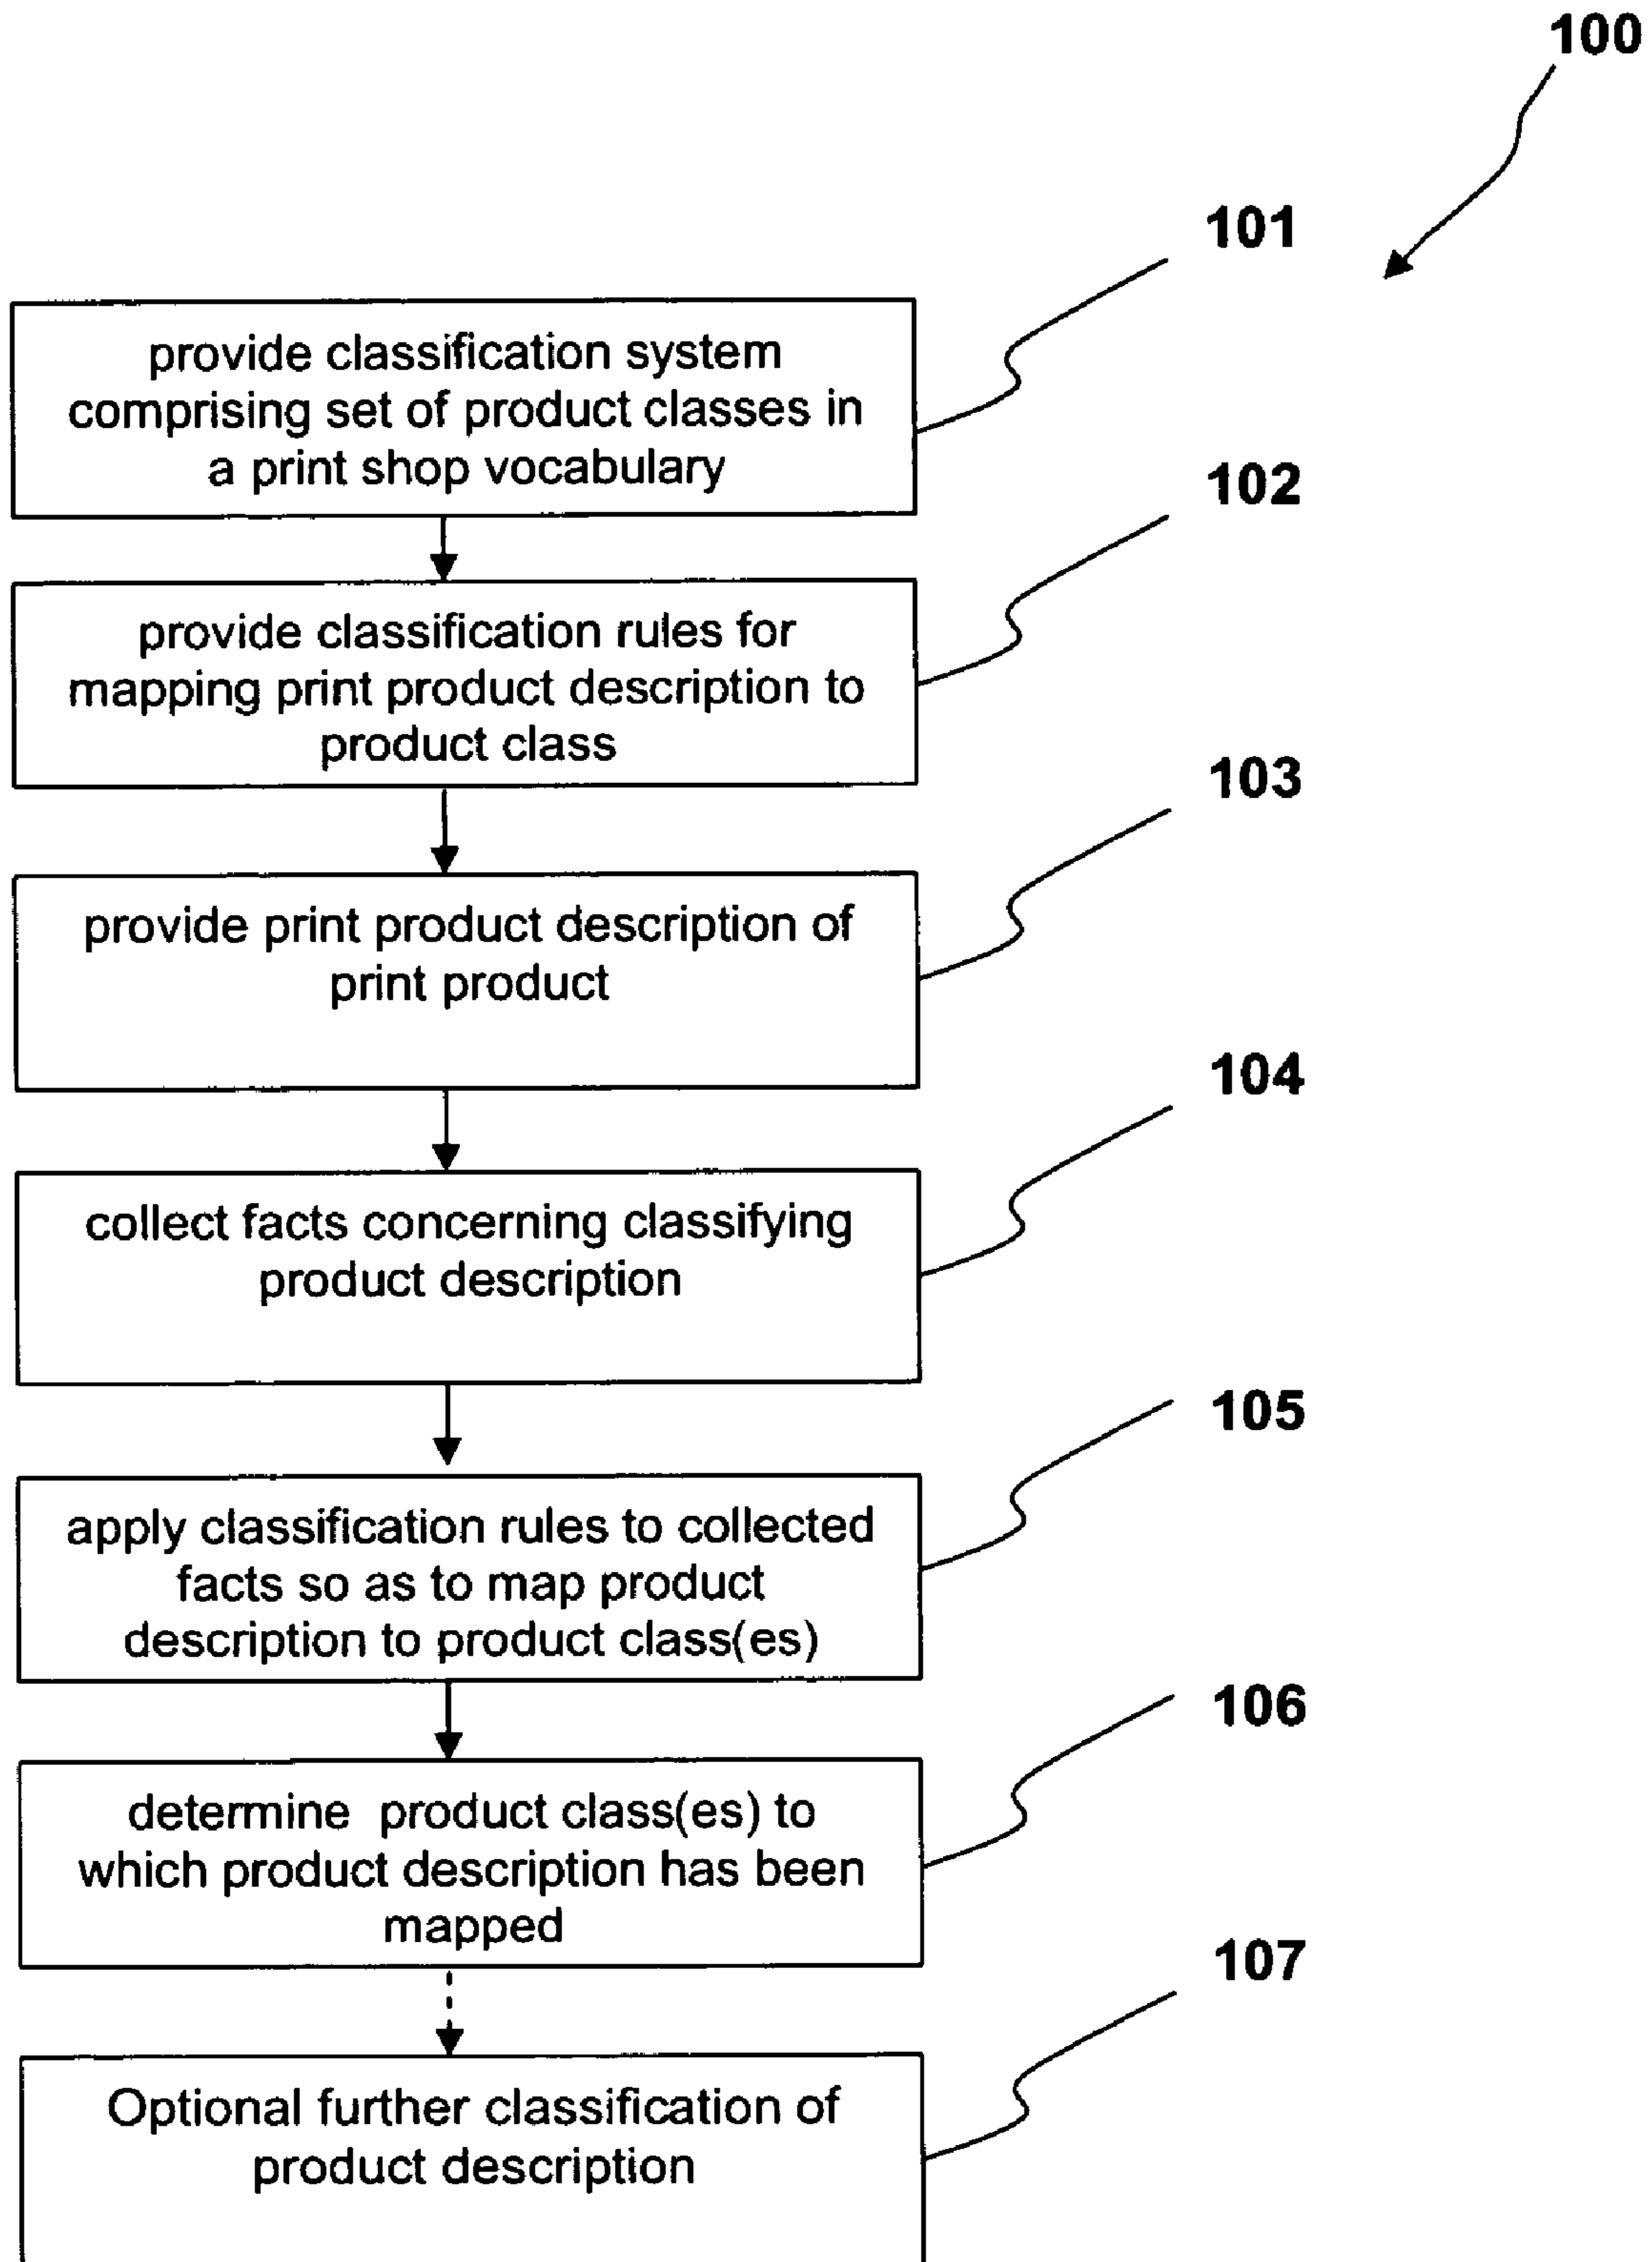 100
101
provide classification system
comprising set of product classes in
a print shop vocabulary
102
provide classification rules for
mapping print product description to
product class
103
provide print product description of
print product
104
collect facts concerning classifying
product description
105
apply classification rules to collected
facts so as to map product
description to product class(es)
106
determine product class(es) to
which product description has been
mapped
107
Optional further classification of
product description